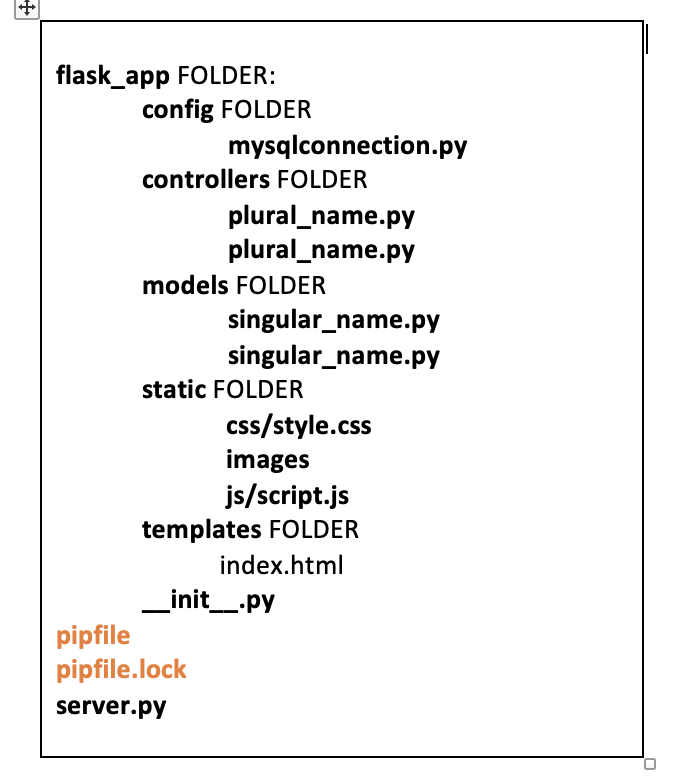 flask_app FOLDER:
config FOLDER
mysqlconnection.py
controllers FOLDER
plural_name.py
plural_name.py
models FOLDER
singular_name.py
singular_name.py
static FOLDER
css/style.css
images
js/script.js
templates FOLDER
index.html
__init__.py
pipfile
pipfile.lock
server.py